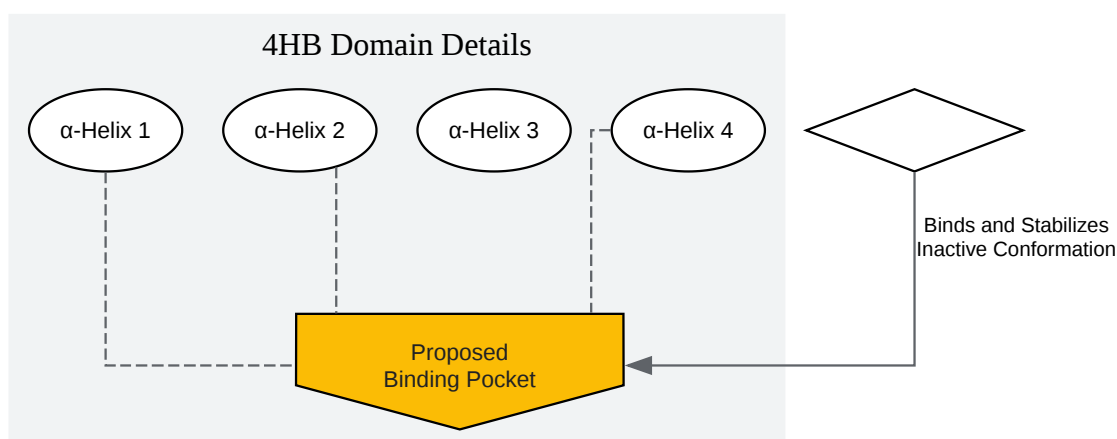 4HB Domain Details
α-Helix 1
α-Helix 2
α-Helix 3
α-Helix 4
Binds and Stabilizes
Inactive Conformation
Proposed
Binding Pocket